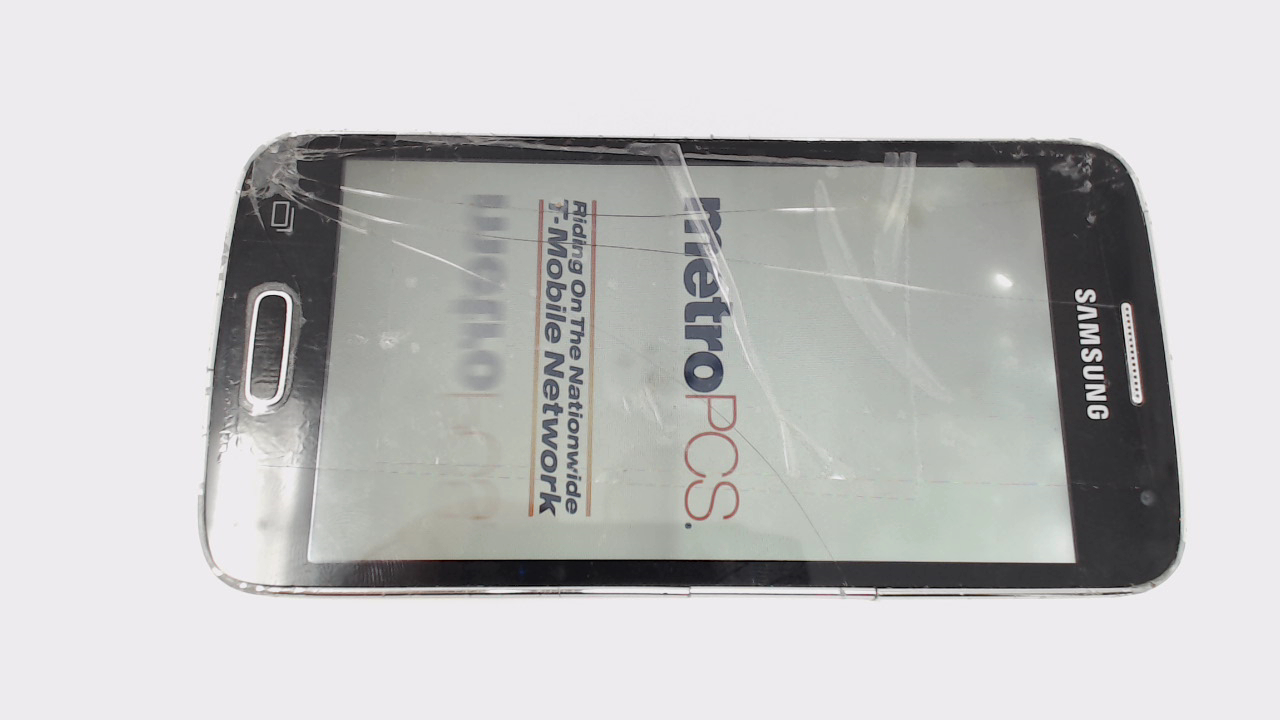 SAMSUNG
metroPCS.
Riding On The Nationwide
T-Mobile Network